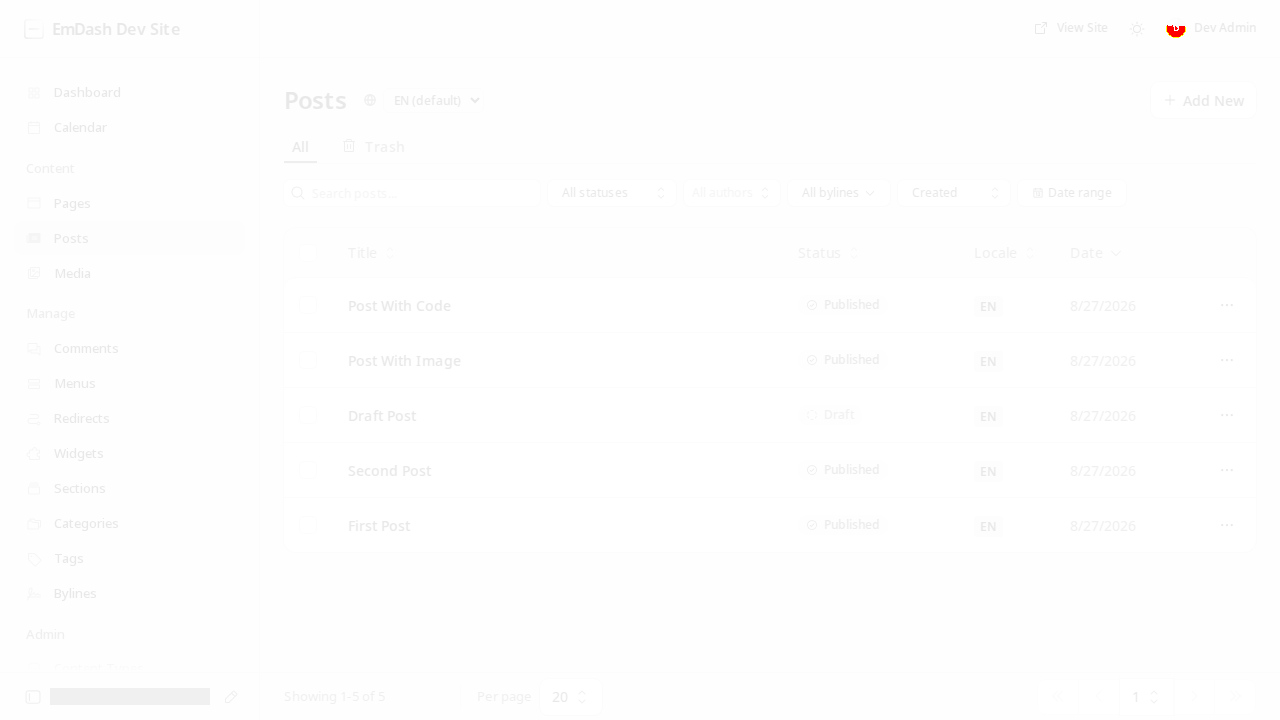 EmDash Dev Site
View Site
Dev Admin
Dashboard
Calendar
Content
Pages
Posts
Media
Manage
Comments
Menus
Redirects
Widgets
Sections
Categories
Tags
Bylines
Admin
Posts
EN (default)
Add New
All
Trash
Search posts...
All statuses
All authors
All bylines
Created
Date range
Title Status Locale Date
Post With Code Published EN 8/27/2026
Post With Image Published EN 8/27/2026
Draft Post Draft EN 8/27/2026
Second Post Published EN 8/27/2026
First Post Published EN 8/27/2026
Showing 1-5 of 5
Per page
20
1